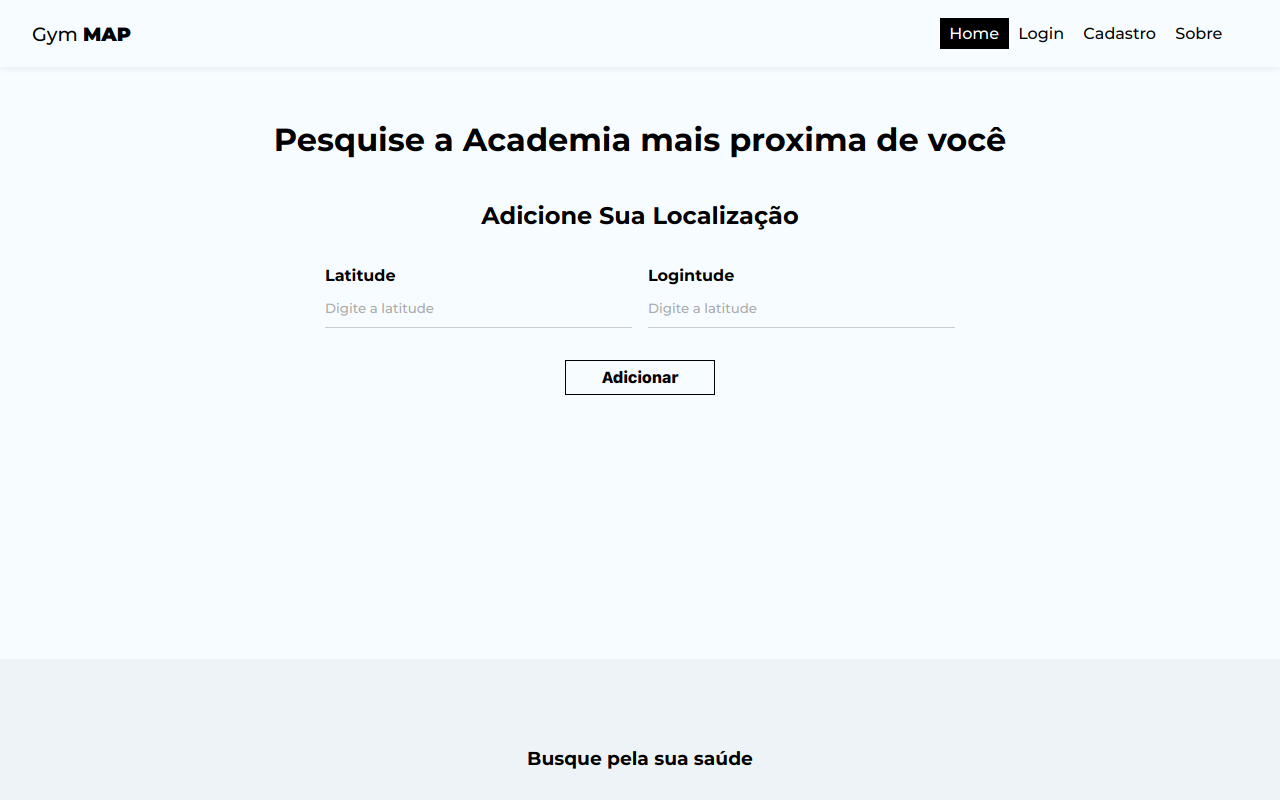 Gym MAP
Home Login Cadastro Sobre
Pesquise a Academia mais proxima de você
Adicione Sua Localização
Latitude Logintude
Digite a latitude Digite a latitude
Adicionar
Busque pela sua saúde